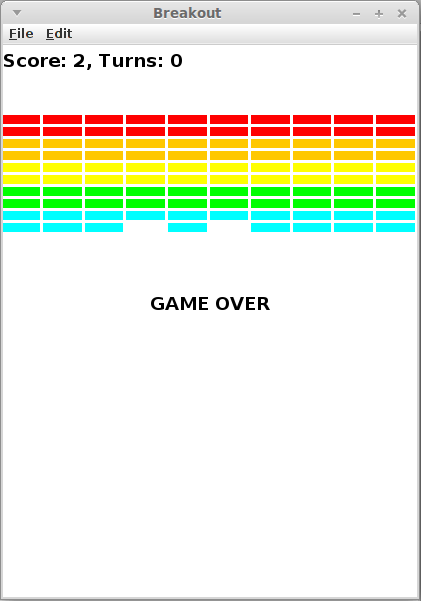 Breakout
File Edit
Score: 2, Turns: 0
GAME OVER